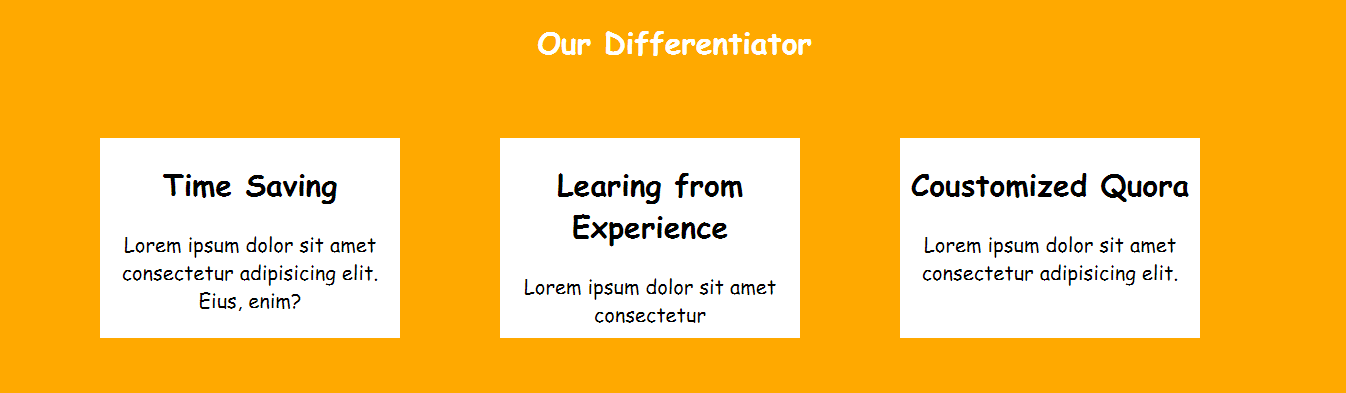 Our Differentiator
Time Saving
Lorem ipsum dolor sit amet
consectetur adipisicing elit.
Eius, enim?
Learing from
Experience
Lorem ipsum dolor sit amet
consectetur
Coustomized Quora
Lorem ipsum dolor sit amet
consectetur adipisicing elit.